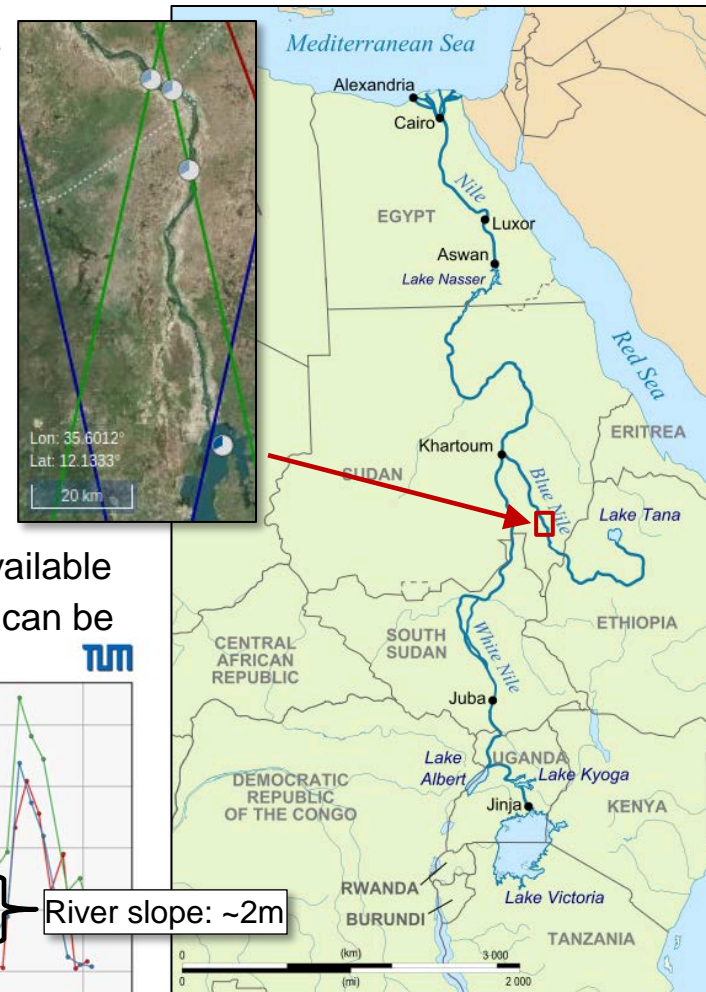 Mediterranean Sea
Alexandria
Cairo
Nile
EGYPT
Luxor
Aswan
Lake Nasser
Red Sea
Lon: 35.6012°
Lat: 12.1333°
20 km
Khartoum
ERITREA
SUDAN
Blue Nile
Lake Tana
vailable
can be
TUM
ETHIOPIA
CENTRAL
AFRICAN
REPUBLIC
SOUTH
SUDAN
White Nile
Juba
Lake
Albert
UGANDA
Lake Kyoga
DEMOCRATIC
REPUBLIC
OF THE CONGO
Jinja
KENYA
RWANDA
Lake Victoria
River slope: ~2m
BURUNDI
TANZANIA
0 (km) 3 000
0 (mi) 2 000